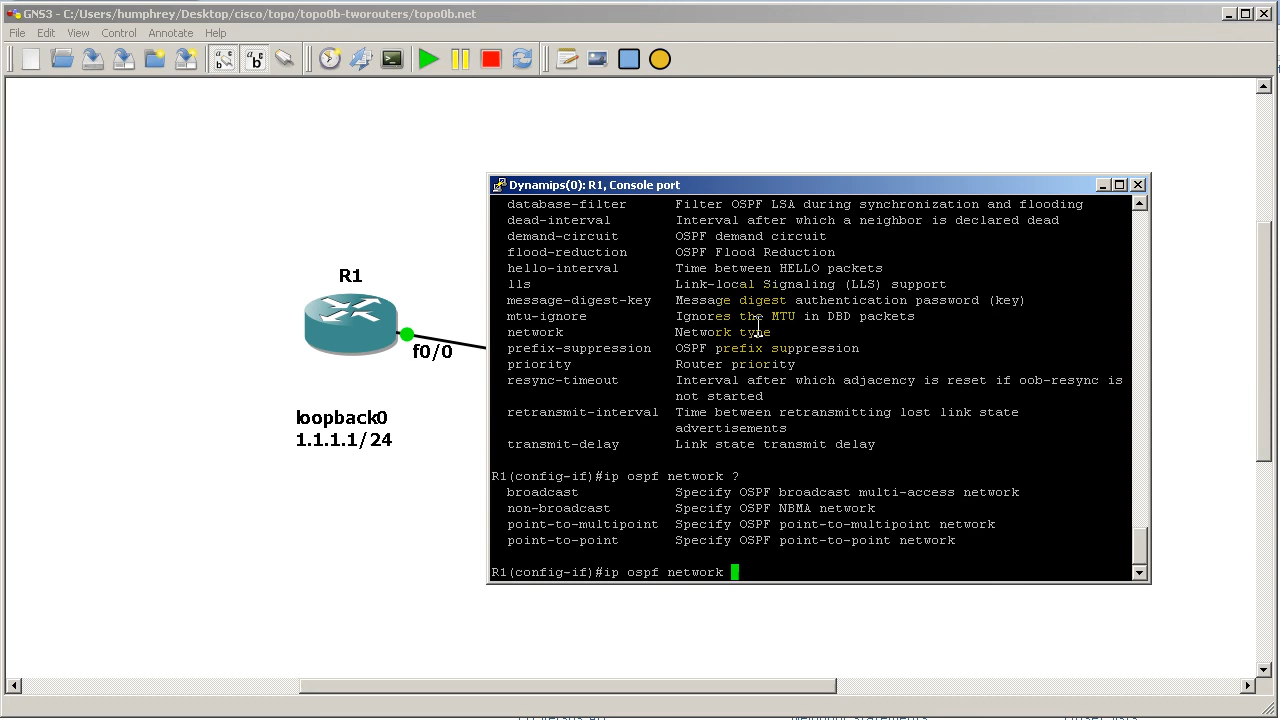 GNS3 - C:/Users/humphrey/Desktop/cisco/topo/topo0b-tworouters/topo0b.net
File Edit View Control Annotate Help
R1
f0/0
loopback0
1.1.1.1/24
Dynamips(0): R1, Console port
database-filter Filter OSPF LSA during synchronization and flooding
dead-interval Interval after which a neighbor is declared dead
demand-circuit OSPF demand circuit
flood-reduction OSPF Flood Reduction
hello-interval Time between HELLO packets
lls Link-local Signaling (LLS) support
message-digest-key Message digest authentication password (key)
mtu-ignore Ignores the MTU in DBD packets
network Network type
prefix-suppression OSPF prefix suppression
priority Router priority
resync-timeout Interval after which adjacency is reset if oob-resync is
not started
retransmit-interval Time between retransmitting lost link state
advertisements
transmit-delay Link state transmit delay
R1(config-if)#ip ospf network ?
broadcast Specify OSPF broadcast multi-access network
non-broadcast Specify OSPF NBMA network
point-to-multipoint Specify OSPF point-to-multipoint network
point-to-point Specify OSPF point-to-point network
R1(config-if)#ip ospf network